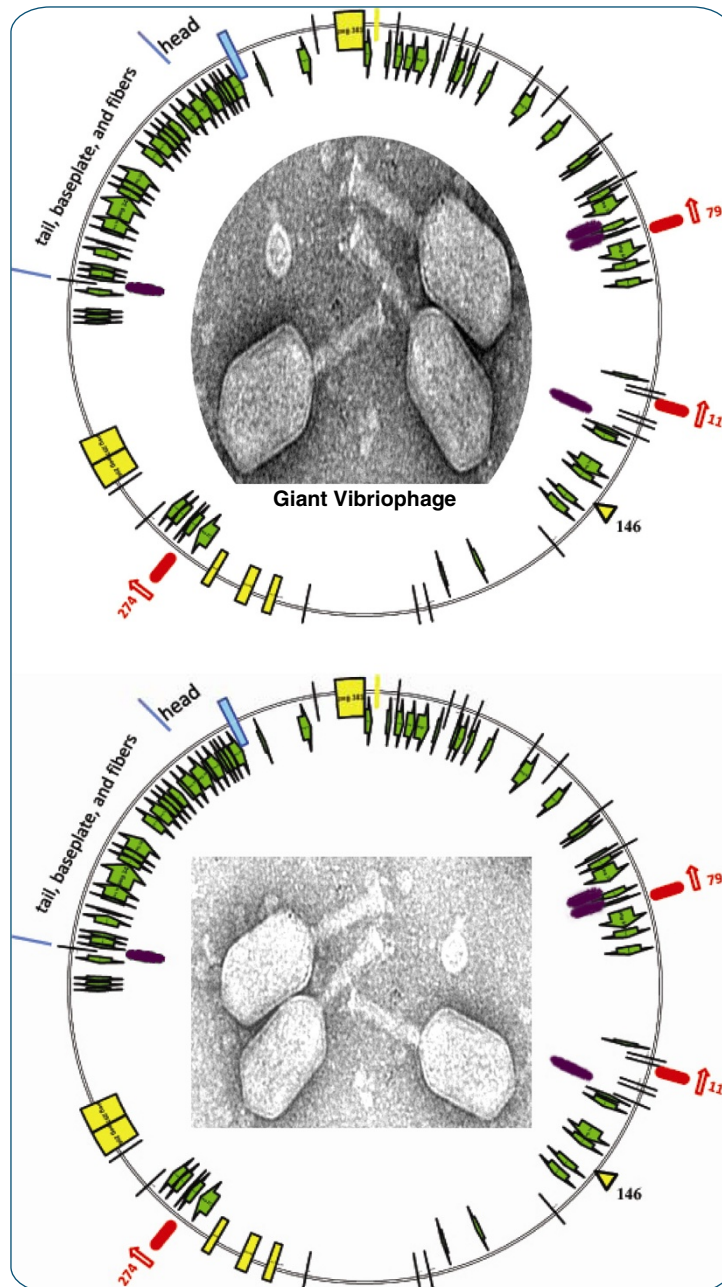 head
tail, baseplate, and fibers
79
11
146
274
Giant Vibriophage
head
tail, baseplate, and fibers
79
11
146
274